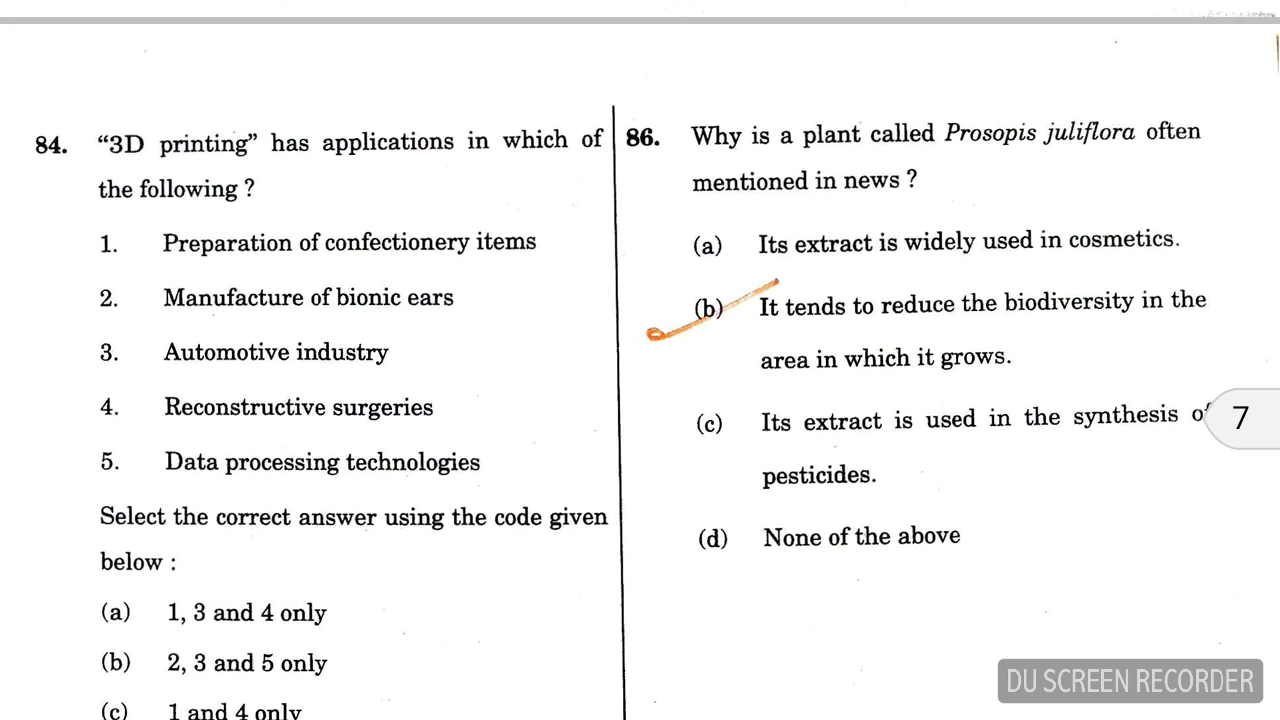 84. “3D printing” has applications in which of
the following ?
1. Preparation of confectionery items
2. Manufacture of bionic ears
3. Automotive industry
4. Reconstructive surgeries
5. Data processing technologies
Select the correct answer using the code given
below :
(a) 1, 3 and 4 only
(b) 2, 3 and 5 only
(c) 1 and 4 only
86. Why is a plant called Prosopis juliflora often
mentioned in news ?
(a) Its extract is widely used in cosmetics.
(b) It tends to reduce the biodiversity in the
area in which it grows.
(c) Its extract is used in the synthesis of
pesticides.
(d) None of the above
7
DU SCREEN RECORDER